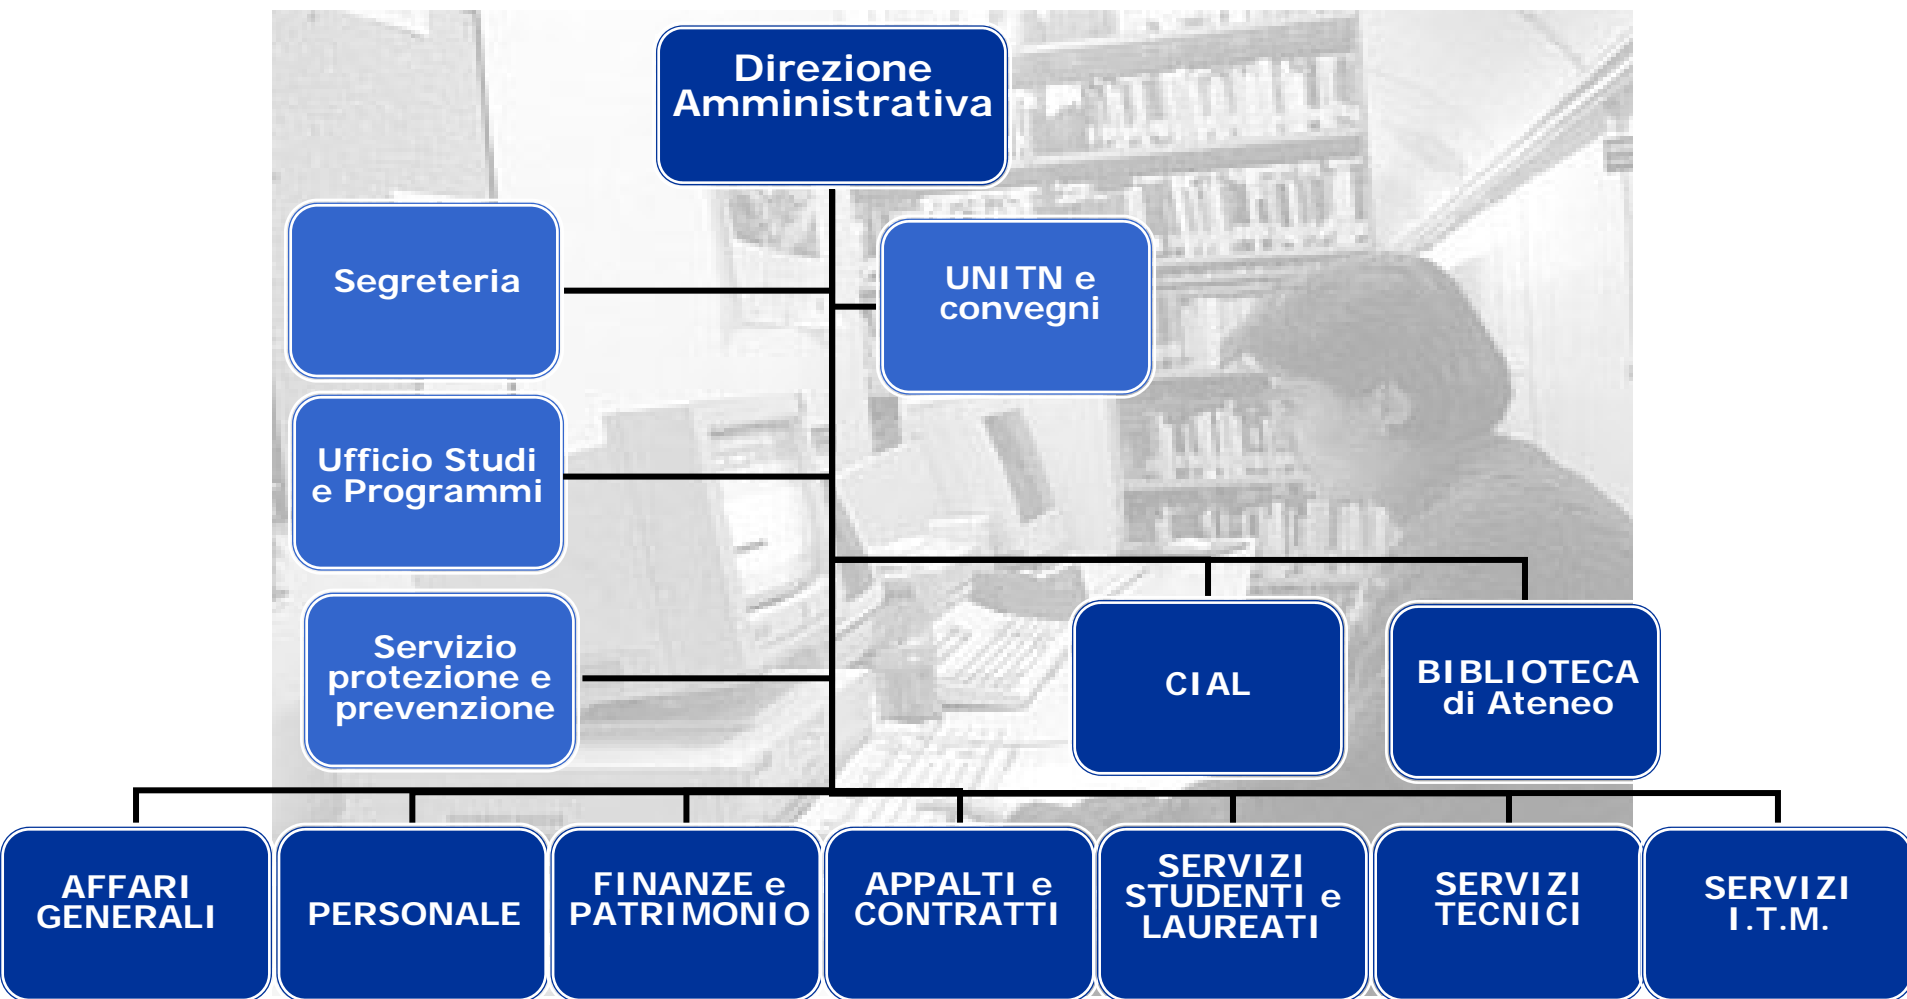 Direzione
Amministrativa
Segreteria
UNITN e
convegni
Ufficio Studi
e Programmi
Servizio
protezione e
prevenzione
CIAL
BIBLIOTECA
di Ateneo
AFFARI
GENERALI
PERSONALE
FINANZE e
PATRIMONIO
APPALTI e
CONTRATTI
SERVIZI
STUDENTI e
LAUREATI
SERVIZI
TECNICI
SERVIZI
I.T.M.